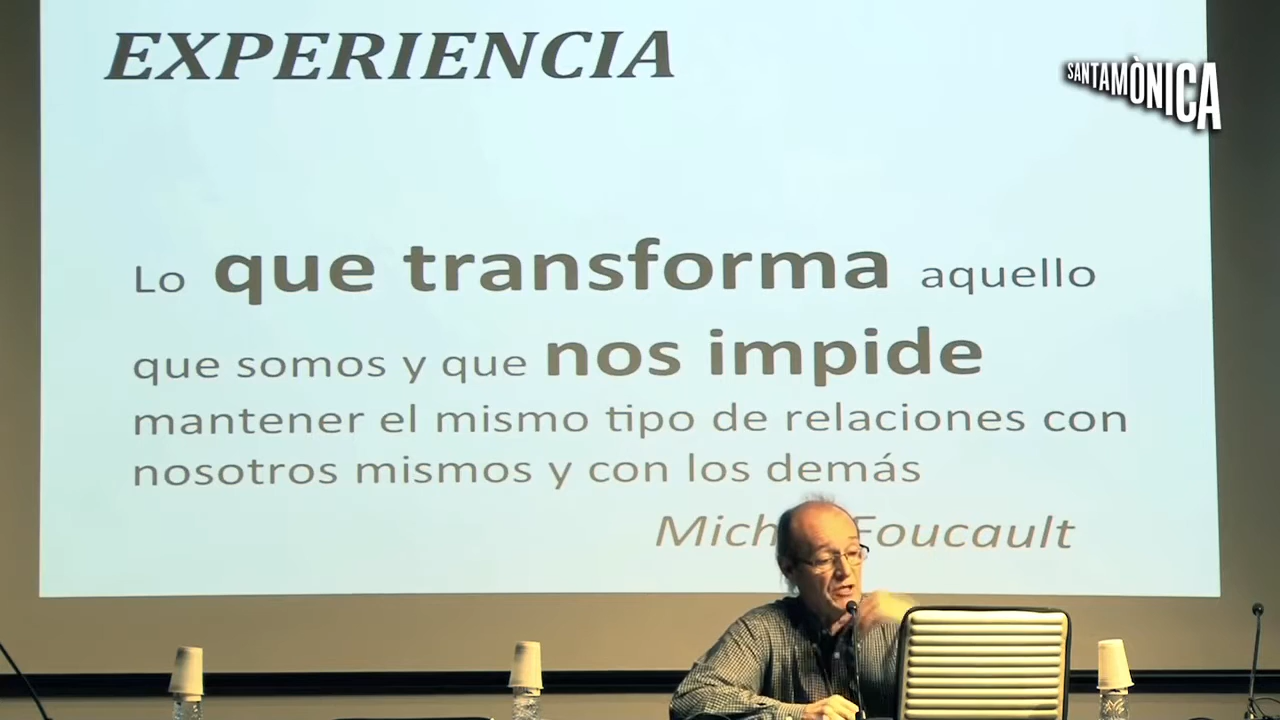 EXPERIENCIA
SANTAMÒNICA
Lo que transforma aquello
que somos y que nos impide
mantener el mismo tipo de relaciones con
nosotros mismos y con los demás
Foucault